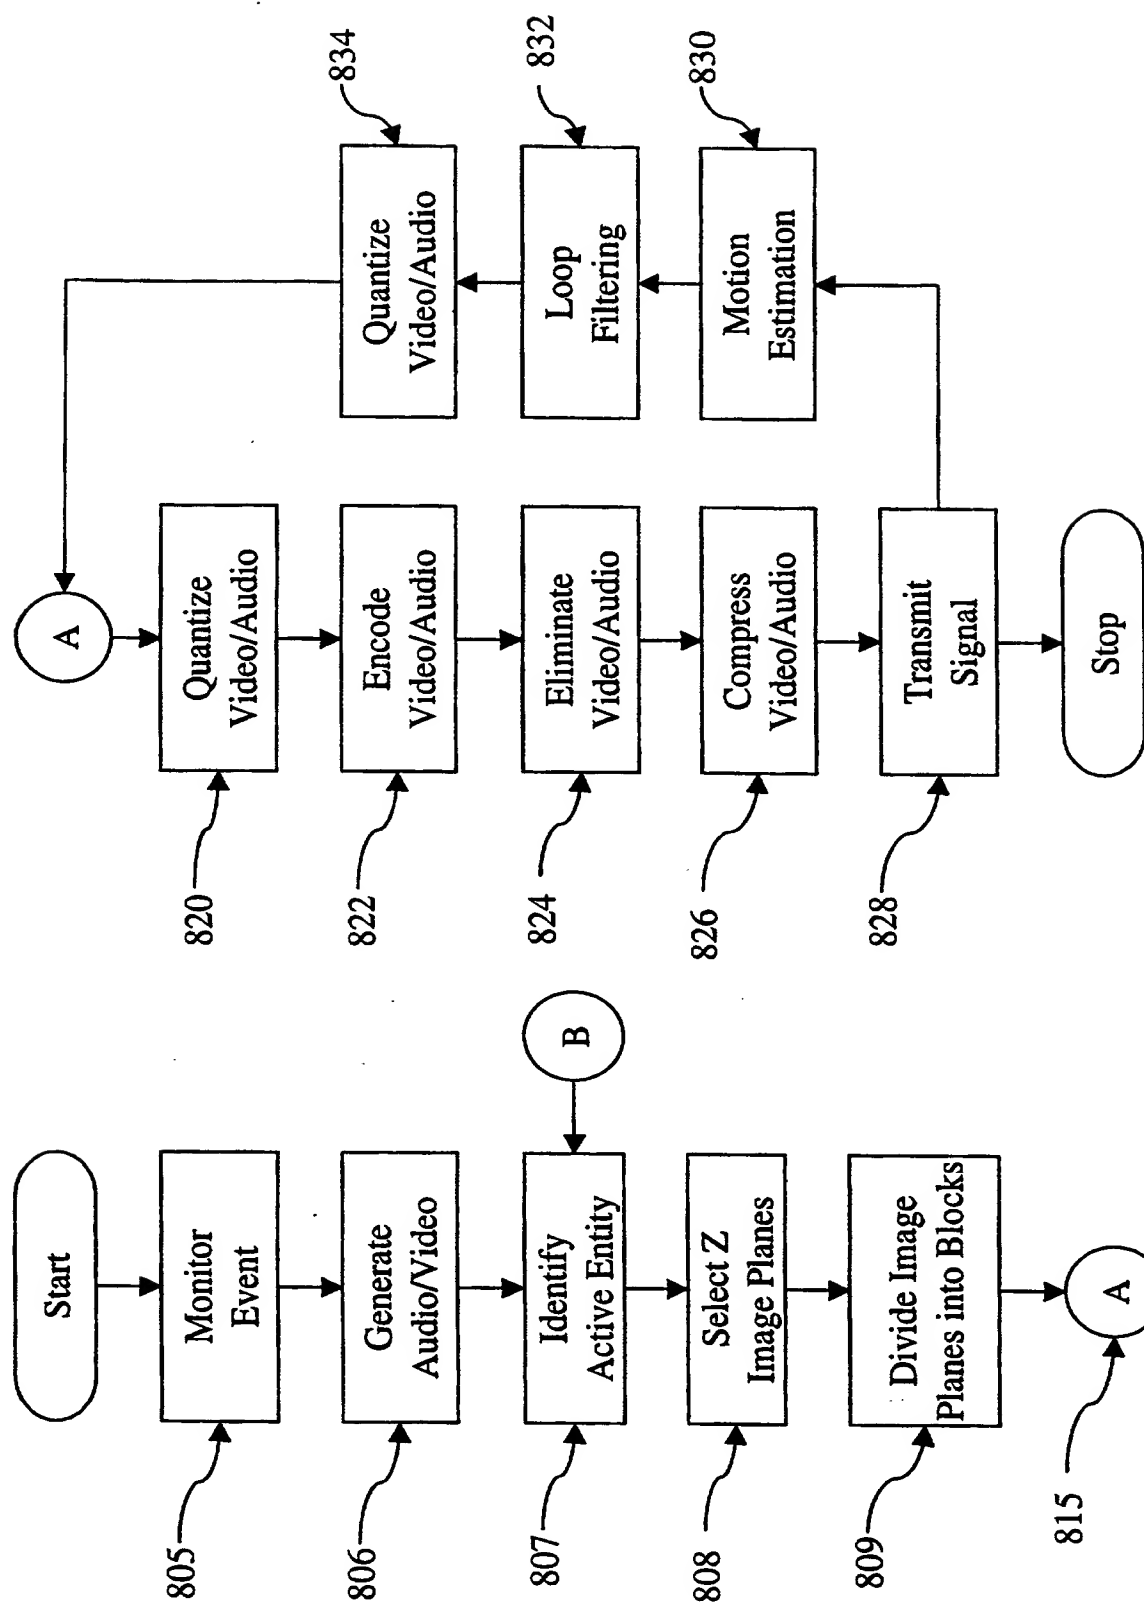 Start
Monitor
Event
805
Generate
Audio/Video
806
Identify
Active Entity
807
B
Select Z
Image Planes
808
Divide Image
Planes into Blocks
809
A
815
A
Quantize
Video/Audio
820
Encode
Video/Audio
822
Eliminate
Video/Audio
824
Compress
Video/Audio
826
Transmit
Signal
828
Stop
Quantize
Video/Audio
834
Loop
Filtering
832
Motion
Estimation
830